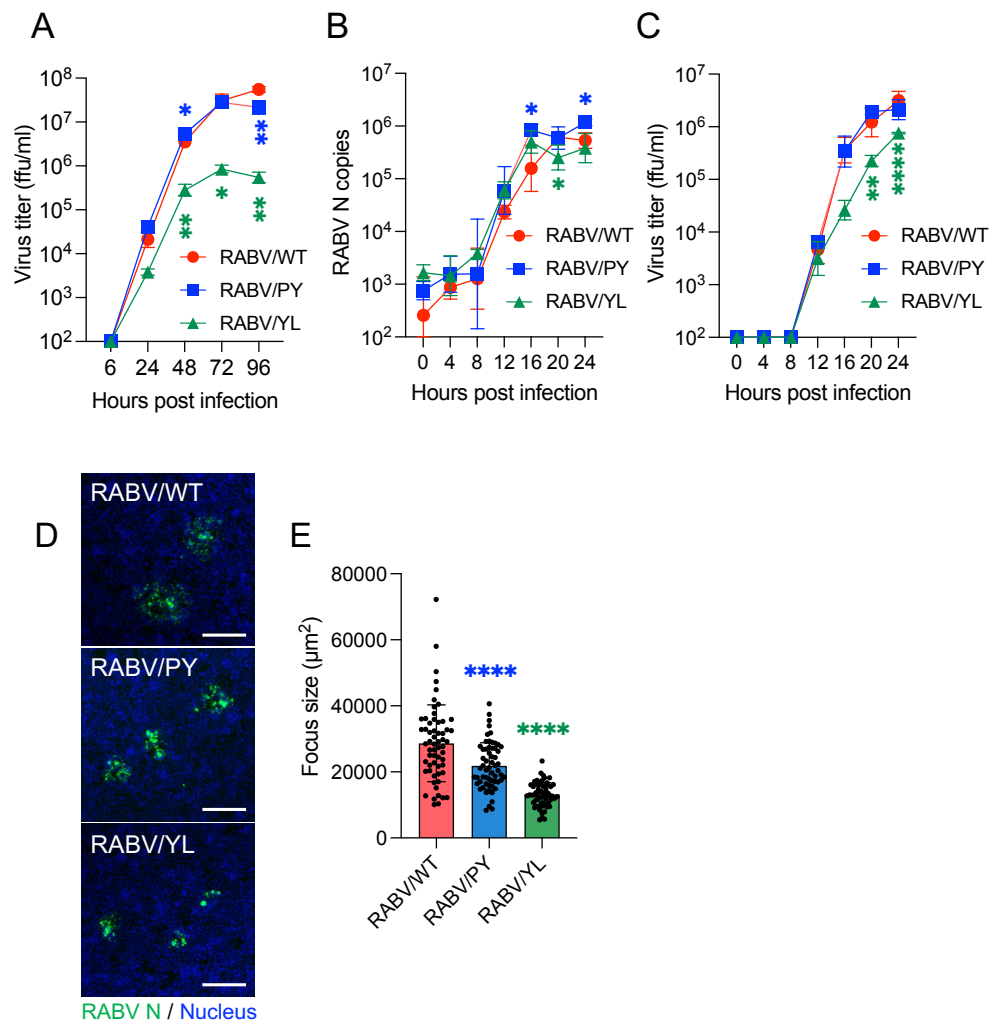 A
Virus titer (ffu/ml)
10⁸
10⁷
10⁶
10⁵
10⁴
10³
10²
*
**
**
*
**
RABV/WT
RABV/PY
RABV/YL
6 24 48 72 96
Hours post infection
B
RABV N copies
10⁷
10⁶
10⁵
10⁴
10³
10²
*
*
*
RABV/WT
RABV/PY
RABV/YL
0 4 8 12 16 20 24
Hours post infection
C
Virus titer (ffu/ml)
10⁷
10⁶
10⁵
10⁴
10³
10²
**
****
RABV/WT
RABV/PY
RABV/YL
0 4 8 12 16 20 24
Hours post infection
D
RABV/WT
RABV/PY
RABV/YL
RABV N / Nucleus
E
Focus size (µm²)
80000
60000
40000
20000
0
****
****
RABV/WT
RABV/PY
RABV/YL